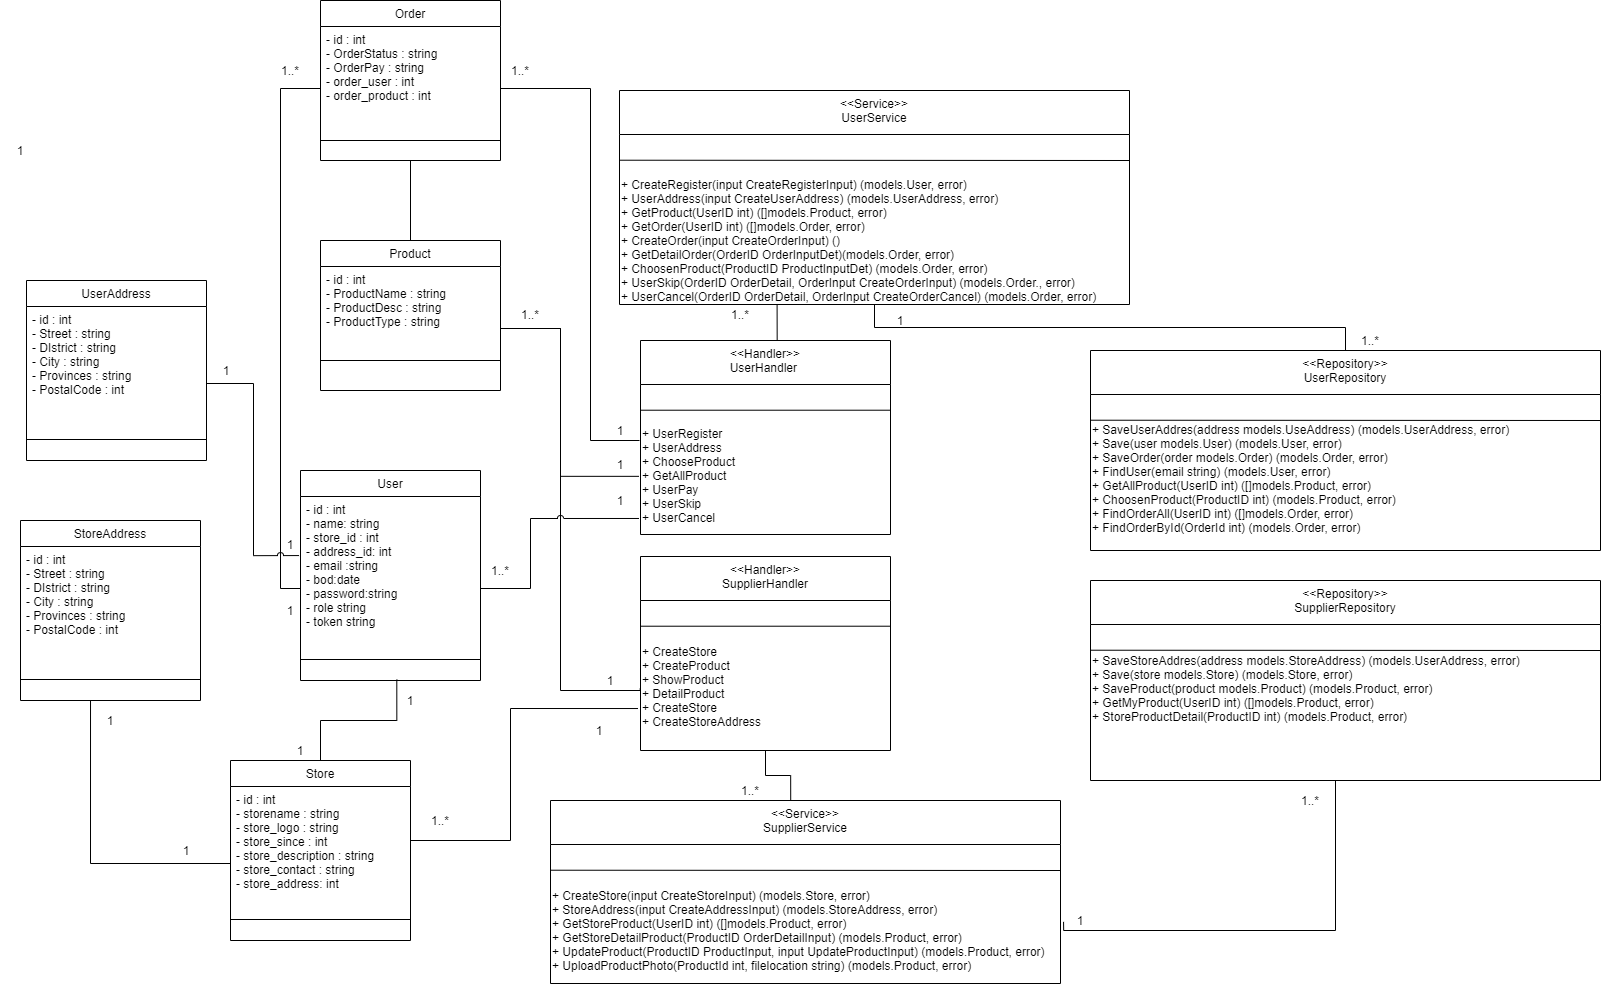 Order
- id : int
- OrderStatus : string
- OrderPay : string
- order_user : int
- order_product : int
1..*
1..*
1
<<Service>>
UserService
+ CreateRegister(input CreateRegisterInput) (models.User, error)
+ UserAddress(input CreateUserAddress) (models.UserAddress, error)
+ GetProduct(UserID int) ([]models.Product, error)
+ GetOrder(UserID int) ([]models.Order, error)
+ CreateOrder(input CreateOrderInput) ()
+ GetDetailOrder(OrderID OrderInputDet)(models.Order, error)
+ ChoosenProduct(ProductID ProductInputDet) (models.Order, error)
+ UserSkip(OrderID OrderDetail, OrderInput CreateOrderInput) (models.Order., error)
+ UserCancel(OrderID OrderDetail, OrderInput CreateOrderCancel) (models.Order, error)
Product
- id : int
- ProductName : string
- ProductDesc : string
- ProductType : string
1..*
1..*
1
1..*
UserAddress
- id : int
- Street : string
- DIstrict : string
- City : string
- Provinces : string
- PostalCode : int
1
<<Handler>>
UserHandler
+ UserRegister
+ UserAddress
+ ChooseProduct
+ GetAllProduct
+ UserPay
+ UserSkip
+ UserCancel
1
1
1
<<Repository>>
UserRepository
+ SaveUserAddres(address models.UseAddress) (models.UserAddress, error)
+ Save(user models.User) (models.User, error)
+ SaveOrder(order models.Order) (models.Order, error)
+ FindUser(email string) (models.User, error)
+ GetAllProduct(UserID int) ([]models.Product, error)
+ ChoosenProduct(ProductID int) (models.Product, error)
+ FindOrderAll(UserID int) ([]models.Order, error)
+ FindOrderById(OrderId int) (models.Order, error)
User
- id : int
- name: string
- store_id : int
- address_id: int
- email :string
- bod:date
- password:string
- role string
- token string
1
1
1..*
1
StoreAddress
- id : int
- Street : string
- DIstrict : string
- City : string
- Provinces : string
- PostalCode : int
1
1
<<Handler>>
SupplierHandler
+ CreateStore
+ CreateProduct
+ ShowProduct
+ DetailProduct
+ CreateStore
+ CreateStoreAddress
1
1
<<Repository>>
SupplierRepository
+ SaveStoreAddres(address models.StoreAddress) (models.UserAddress, error)
+ Save(store models.Store) (models.Store, error)
+ SaveProduct(product models.Product) (models.Product, error)
+ GetMyProduct(UserID int) ([]models.Product, error)
+ StoreProductDetail(ProductID int) (models.Product, error)
1
Store
- id : int
- storename : string
- store_logo : string
- store_since : int
- store_description : string
- store_contact : string
- store_address: int
1..*
1..*
1..*
<<Service>>
SupplierService
+ CreateStore(input CreateStoreInput) (models.Store, error)
+ StoreAddress(input CreateAddressInput) (models.StoreAddress, error)
+ GetStoreProduct(UserID int) ([]models.Product, error)
+ GetStoreDetailProduct(ProductID OrderDetailInput) (models.Product, error)
+ UpdateProduct(ProductID ProductInput, input UpdateProductInput) (models.Product, error)
+ UploadProductPhoto(ProductId int, filelocation string) (models.Product, error)
1